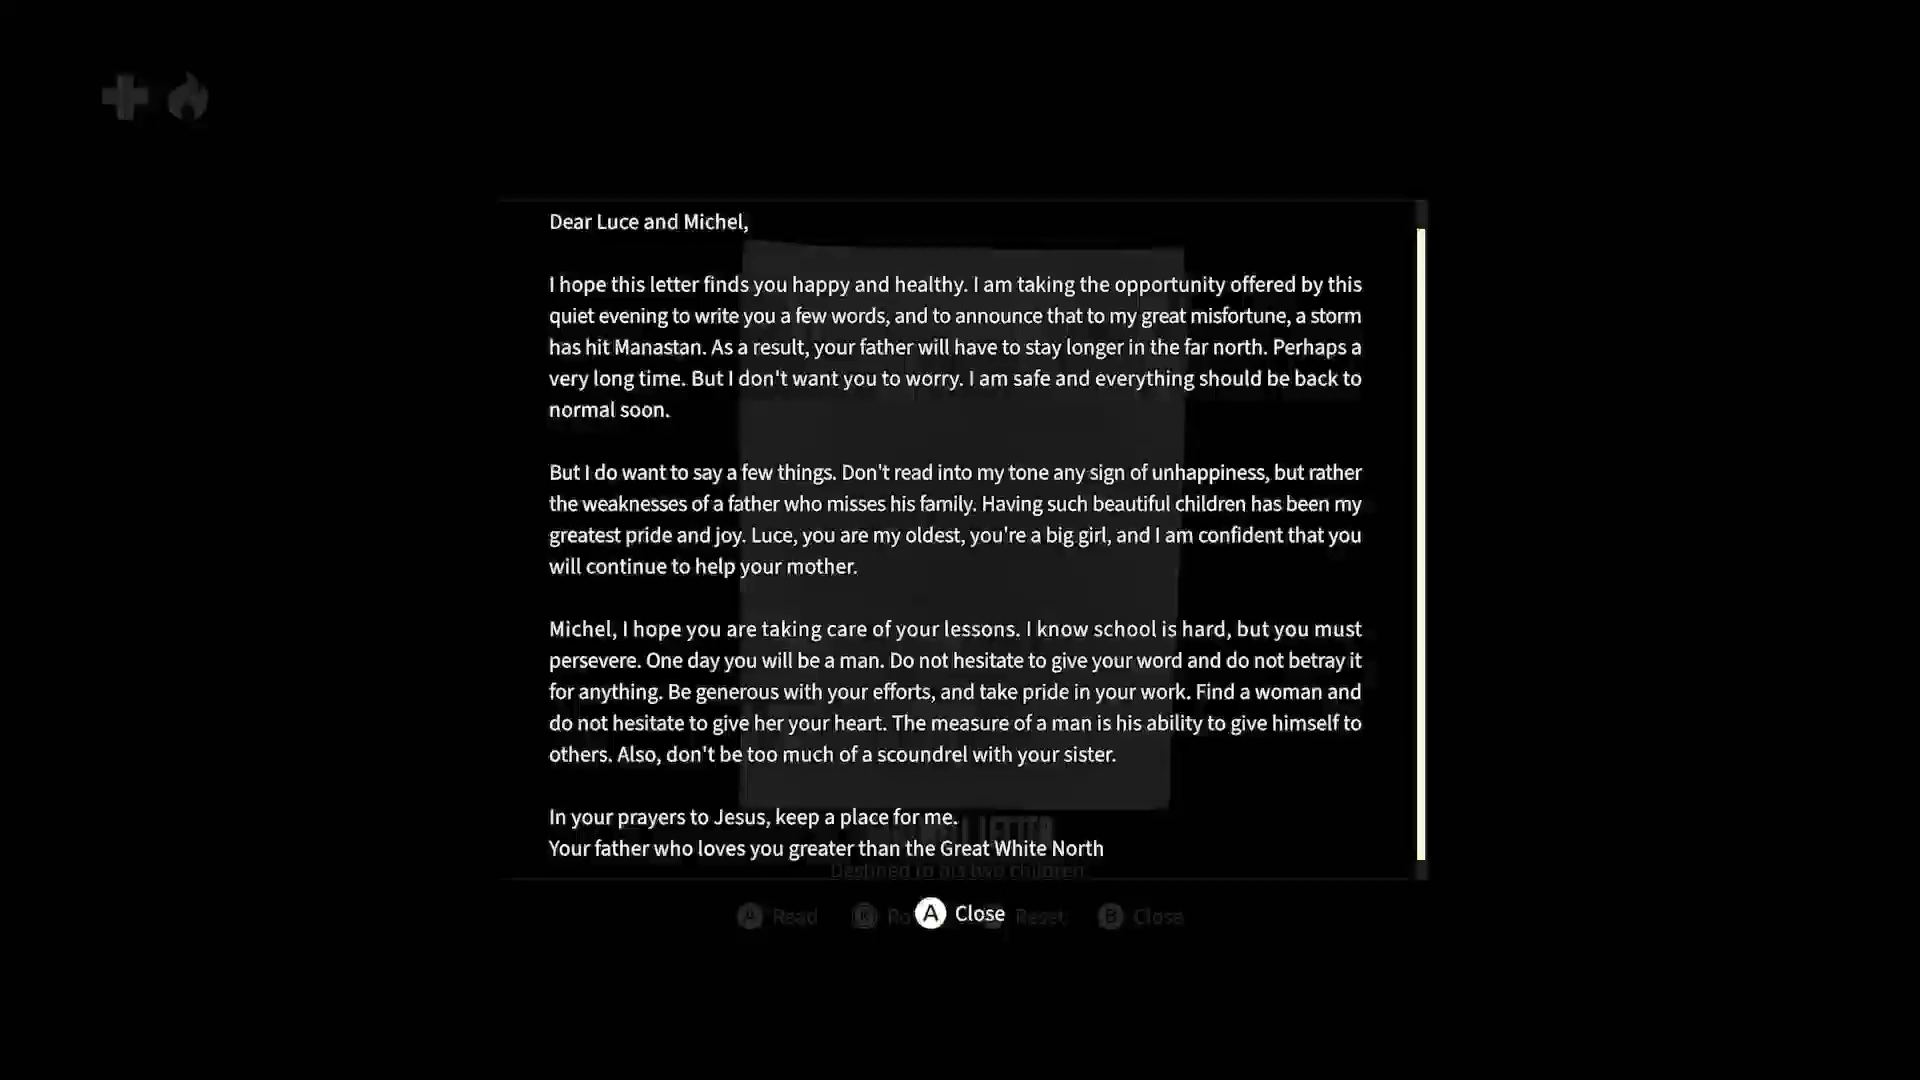 Dear Luce and Michel,
I hope this letter finds you happy and healthy. I am taking the opportunity offered by this
quiet evening to write you a few words, and to announce that to my great misfortune, a storm
has hit Manastan. As a result, your father will have to stay longer in the far north. Perhaps a
very long time. But I don't want you to worry. I am safe and everything should be back to
normal soon.
But I do want to say a few things. Don't read into my tone any sign of unhappiness, but rather
the weaknesses of a father who misses his family. Having such beautiful children has been my
greatest pride and joy. Luce, you are my oldest, you're a big girl, and I am confident that you
will continue to help your mother.
Michel, I hope you are taking care of your lessons. I know school is hard, but you must
persevere. One day you will be a man. Do not hesitate to give your word and do not betray it
for anything. Be generous with your efforts, and take pride in your work. Find a woman and
do not hesitate to give her your heart. The measure of a man is his ability to give himself to
others. Also, don't be too much of a scoundrel with your sister.
In your prayers to Jesus, keep a place for me.
Your father who loves you greater than the Great White North
LETTER
Destined to his two children
A Read R A Close Reset B Close